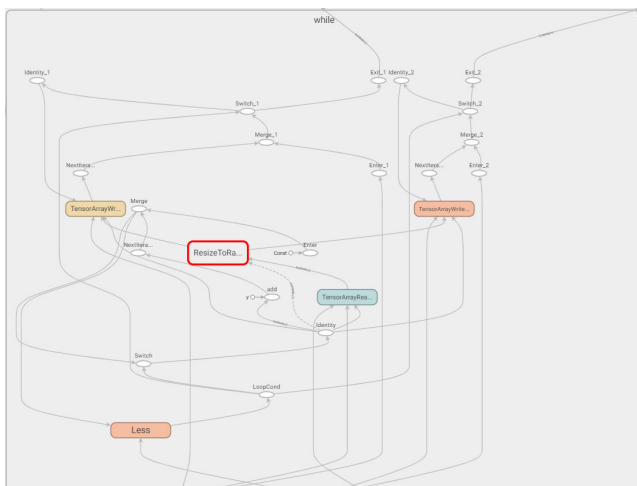 while
Identity_1
Exit_1
Identity_2
Exit_2
Switch_1
Switch_2
Merge_1
Merge_2
NextItera...
Enter_1
NextItera...
Enter_2
TensorArrayWr...
Merge
TensorArrayWrite...
NextItera...
ResizeToRa...
Const
Enter
add
y
TensorArrayRea...
Identity
Switch
LoopCond
Less